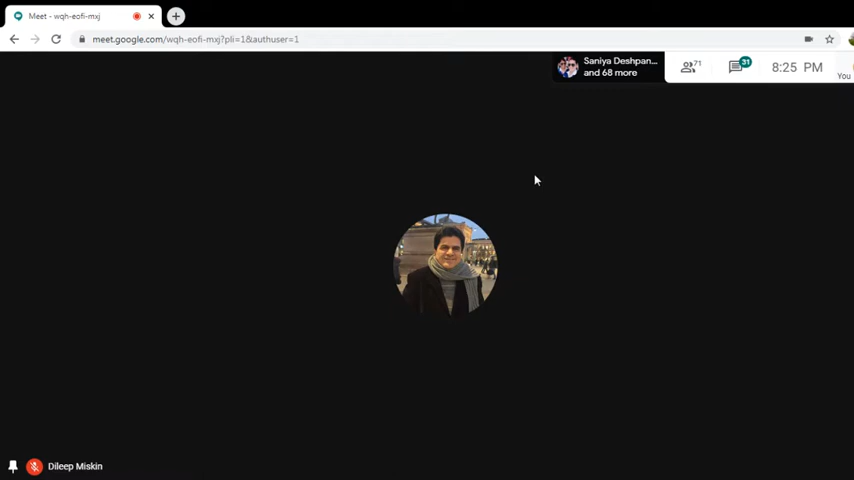 Meet - wqh-eofi-mxj
meet.google.com/wqh-eofi-mxj?pli=1&authuser=1
Saniya Deshpan...
and 68 more
71
31
8:25 PM
You
Dileep Miskin